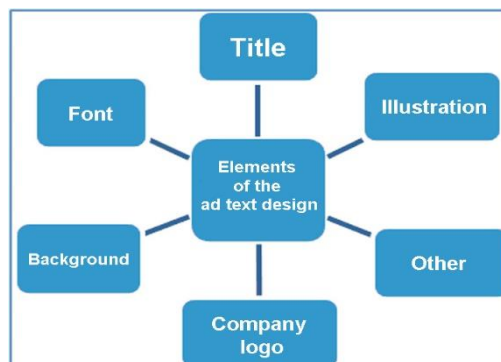 Title
Font
Illustration
Elements
of the
ad text design
Background
Other
Company
logo